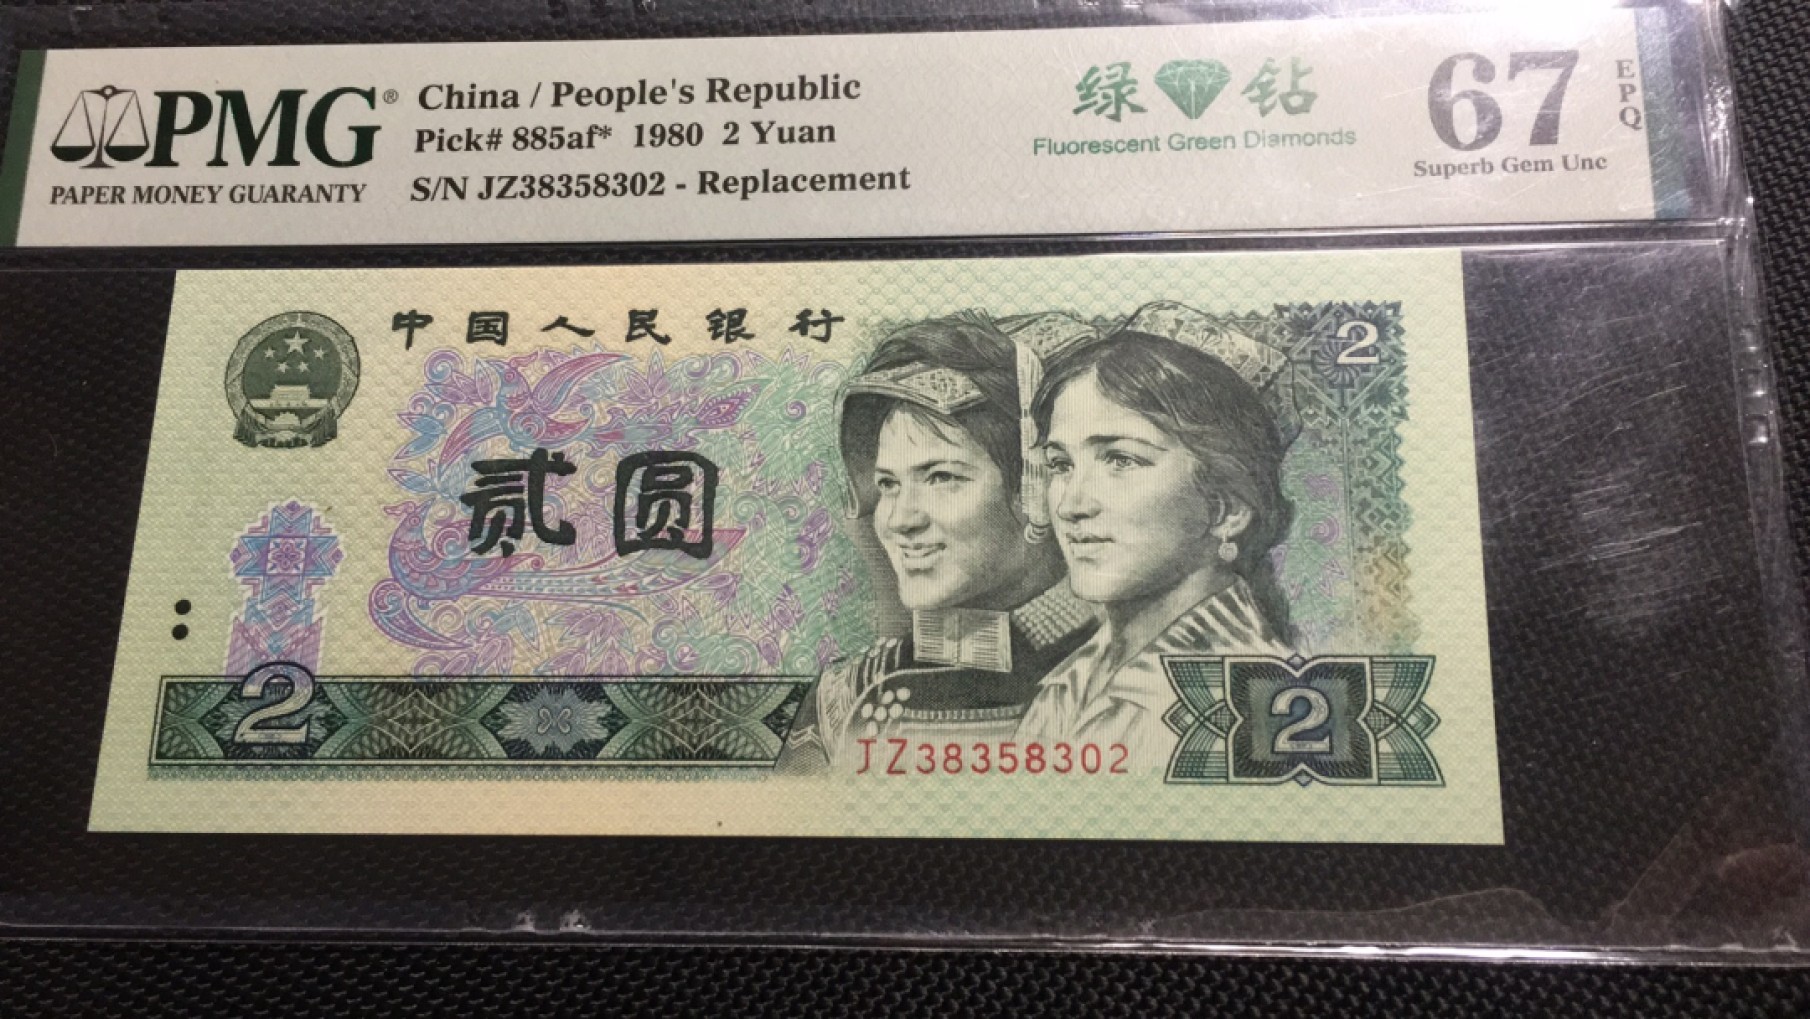 PMG®
PAPER MONEY GUARANTY
China / People's Republic
Pick# 885af* 1980 2 Yuan
S/N JZ38358302 - Replacement
绿 钻
Fluorescent Green Diamonds
67
EPQ
Superb Gem Unc
中国人民银行
2
贰圆
2
JZ38358302
2